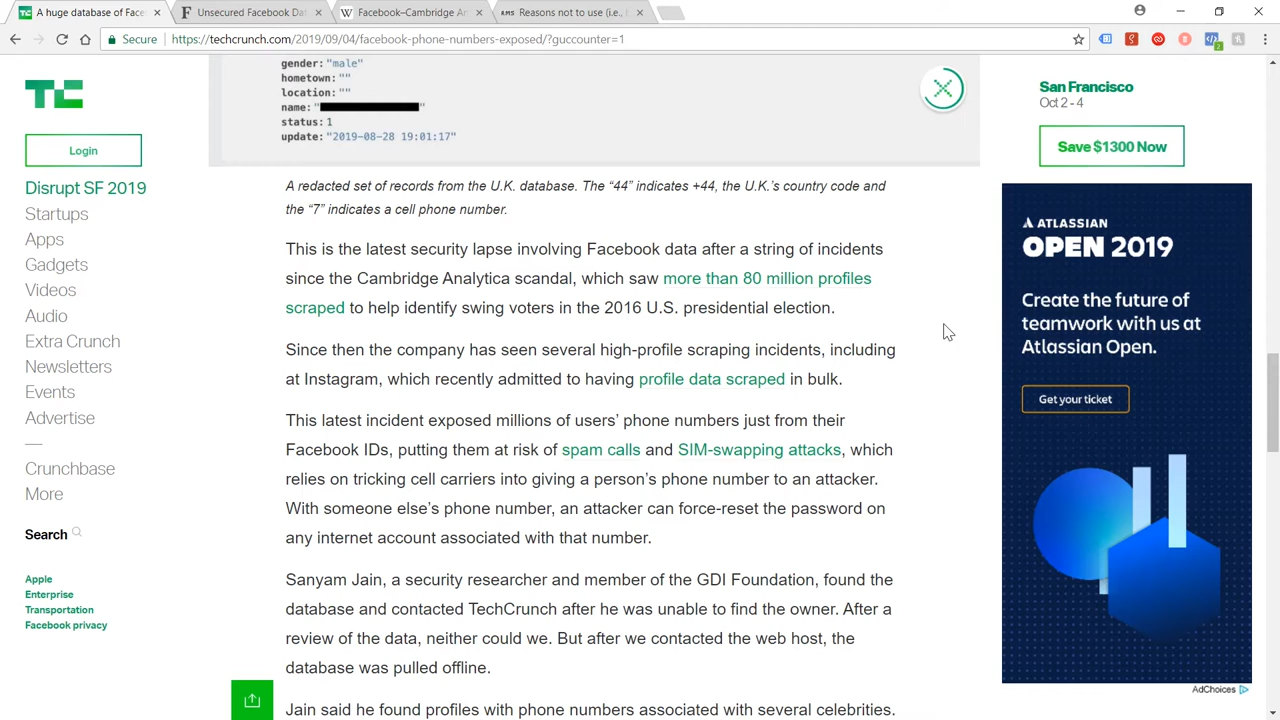 A huge database of Face
Unsecured Facebook Data
Facebook–Cambridge An
5 reasons not to use (i.e., f
Secure
https://techcrunch.com/2019/09/04/facebook-phone-numbers-exposed/?guccounter=1
2
TC
Login
Disrupt SF 2019
Startups
Apps
Gadgets
Videos
Audio
Extra Crunch
Newsletters
Events
Advertise
—
Crunchbase
More
Search
Apple
Enterprise
Transportation
Facebook privacy
gender: "male"
hometown: ""
location: ""
name: " "
status: 1
update: "2019-08-28 19:01:17"
A redacted set of records from the U.K. database. The “44” indicates +44, the U.K.’s country code and
the “7” indicates a cell phone number.
This is the latest security lapse involving Facebook data after a string of incidents
since the Cambridge Analytica scandal, which saw more than 80 million profiles
scraped to help identify swing voters in the 2016 U.S. presidential election.
Since then the company has seen several high-profile scraping incidents, including
at Instagram, which recently admitted to having profile data scraped in bulk.
This latest incident exposed millions of users’ phone numbers just from their
Facebook IDs, putting them at risk of spam calls and SIM-swapping attacks, which
relies on tricking cell carriers into giving a person’s phone number to an attacker.
With someone else’s phone number, an attacker can force-reset the password on
any internet account associated with that number.
Sanyam Jain, a security researcher and member of the GDI Foundation, found the
database and contacted TechCrunch after he was unable to find the owner. After a
review of the data, neither could we. But after we contacted the web host, the
database was pulled offline.
Jain said he found profiles with phone numbers associated with several celebrities.
San Francisco
Oct 2 - 4
Save $1300 Now
ATLASSIAN
OPEN 2019
Create the future of
teamwork with us at
Atlassian Open.
Get your ticket
AdChoices